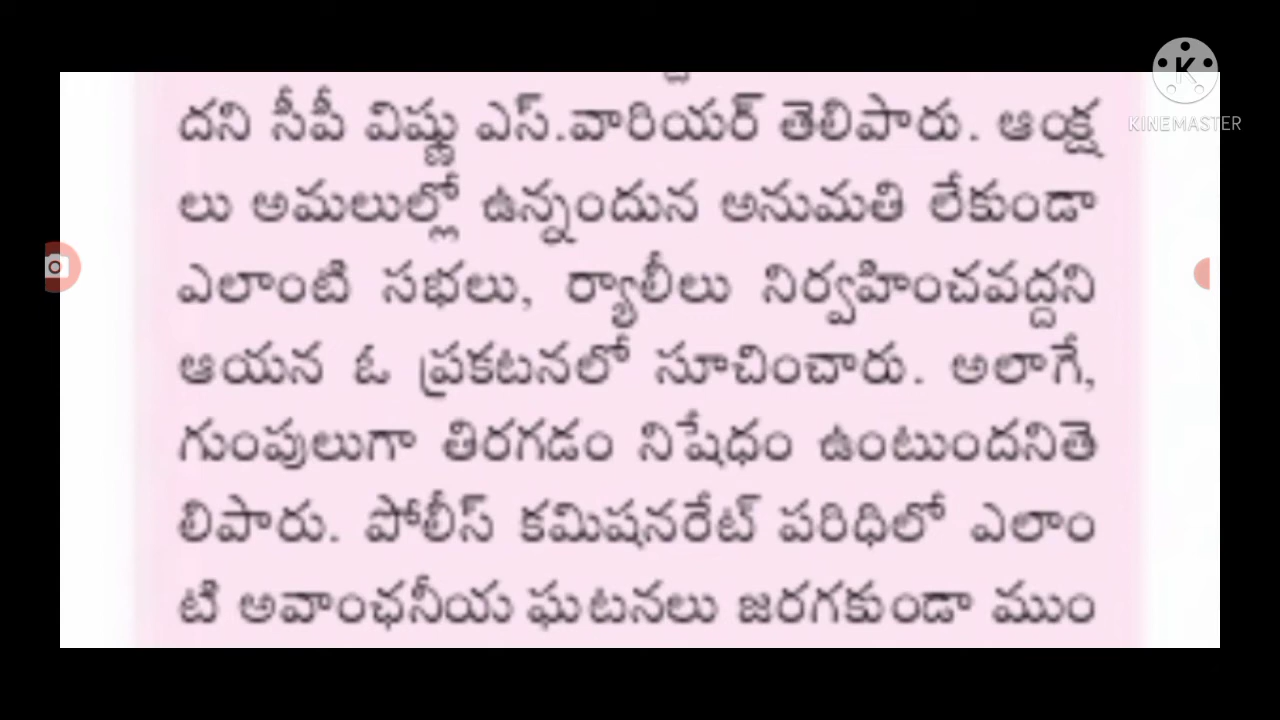 దని సీపీ విష్ణు ఎస్.వారియర్ తెలిపారు. ఆంక్ష
లు అమలుల్లో ఉన్నందున అనుమతి లేకుండా
ఎలాంటి సభలు, ర్యాలీలు నిర్వహించవద్దని
ఆయన ఓ ప్రకటనలో సూచించారు. అలాగే,
గుంపులుగా తిరగడం నిషేధం ఉంటుందనితె
లిపారు. పోలీస్ కమిషనరేట్ పరిధిలో ఎలాం
టి అవాంఛనీయ ఘటనలు జరగకుండా ముం
KINEMASTER